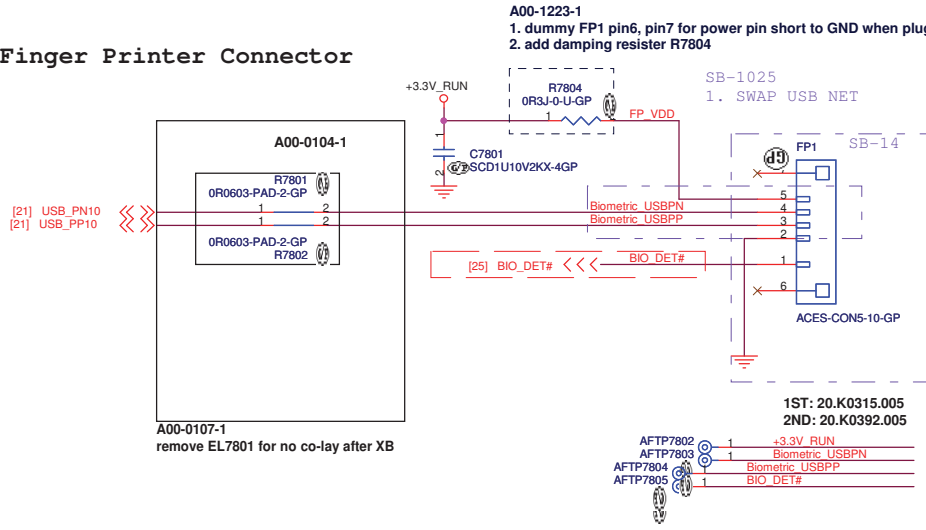 A00-1223-1
1. dummy FP1 pin6, pin7 for power pin short to GND when plug
2. add damping resister R7804
Finger Printer Connector
SB-1025
1. SWAP USB NET
+3.3V_RUN
R7804
0R3J-0-U-GP
1
FP_VDD
A00-0104-1
1
2
C7801
SCD1U10V2KX-4GP
FP1
SB-14
R7801
0R0603-PAD-2-GP
[21] USB_PN10
[21] USB_PP10
1 2
1 2
0R0603-PAD-2-GP
R7802
Biometric_USBPN
Biometric_USBPP
5
4
3
2
1
6
[25] BIO_DET#
BIO_DET#
ACES-CON5-10-GP
A00-0107-1
remove EL7801 for no co-lay after XB
1ST: 20.K0315.005
2ND: 20.K0392.005
AFTP7802 1 +3.3V_RUN
AFTP7803 1 Biometric_USBPN
AFTP7804 1 Biometric_USBPP
AFTP7805 1 BIO_DET#